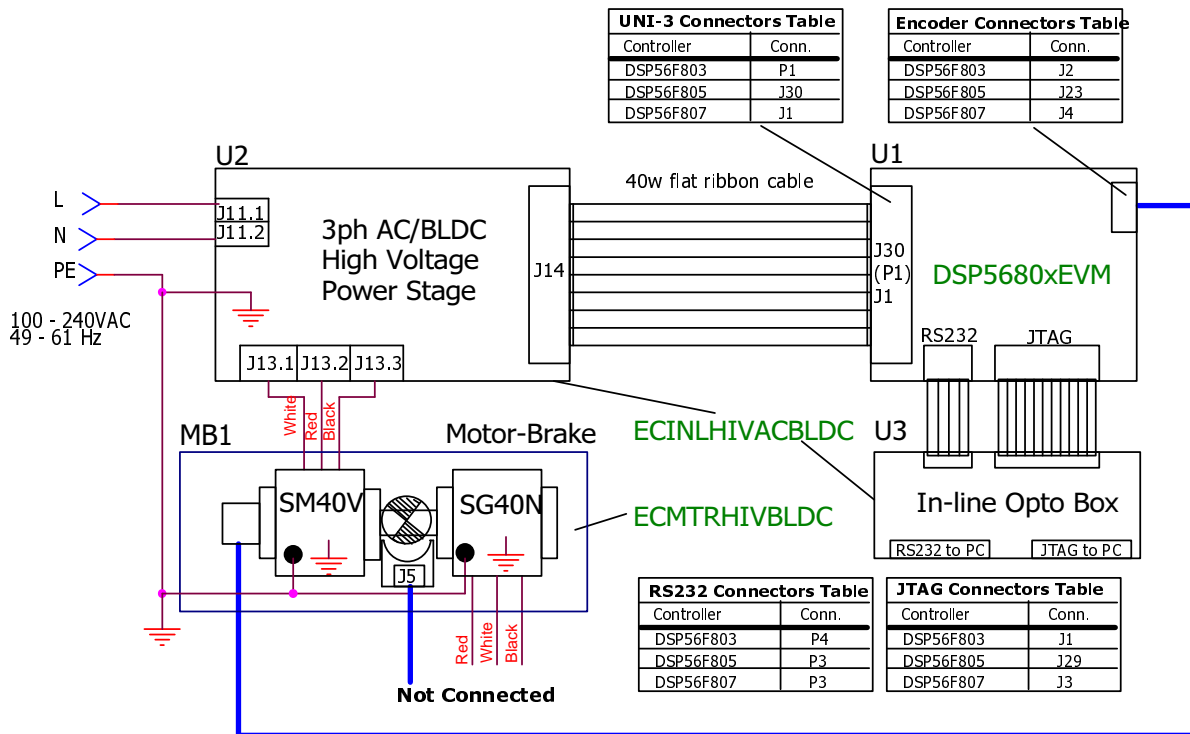 UNI-3 Connectors Table
Controller Conn.
DSP56F803 P1
DSP56F805 J30
DSP56F807 J1
Encoder Connectors Table
Controller Conn.
DSP56F803 J2
DSP56F805 J23
DSP56F807 J4
U2
U1
L
N
PE
100 - 240VAC
49 - 61 Hz
J11.1
J11.2
3ph AC/BLDC
High Voltage
Power Stage
J14
40w flat ribbon cable
J30
(P1)
J1
DSP5680xEVM
RS232
JTAG
J13.1 J13.2 J13.3
White
Red
Black
MB1
Motor-Brake
ECINLHIVACBLDC
U3
SM40V
SG40N
J5
ECMTRHIVBLDC
In-line Opto Box
RS232 to PC
JTAG to PC
Red
White
Black
Not Connected
RS232 Connectors Table
Controller Conn.
DSP56F803 P4
DSP56F805 P3
DSP56F807 P3
JTAG Connectors Table
Controller Conn.
DSP56F803 J1
DSP56F805 J29
DSP56F807 J3